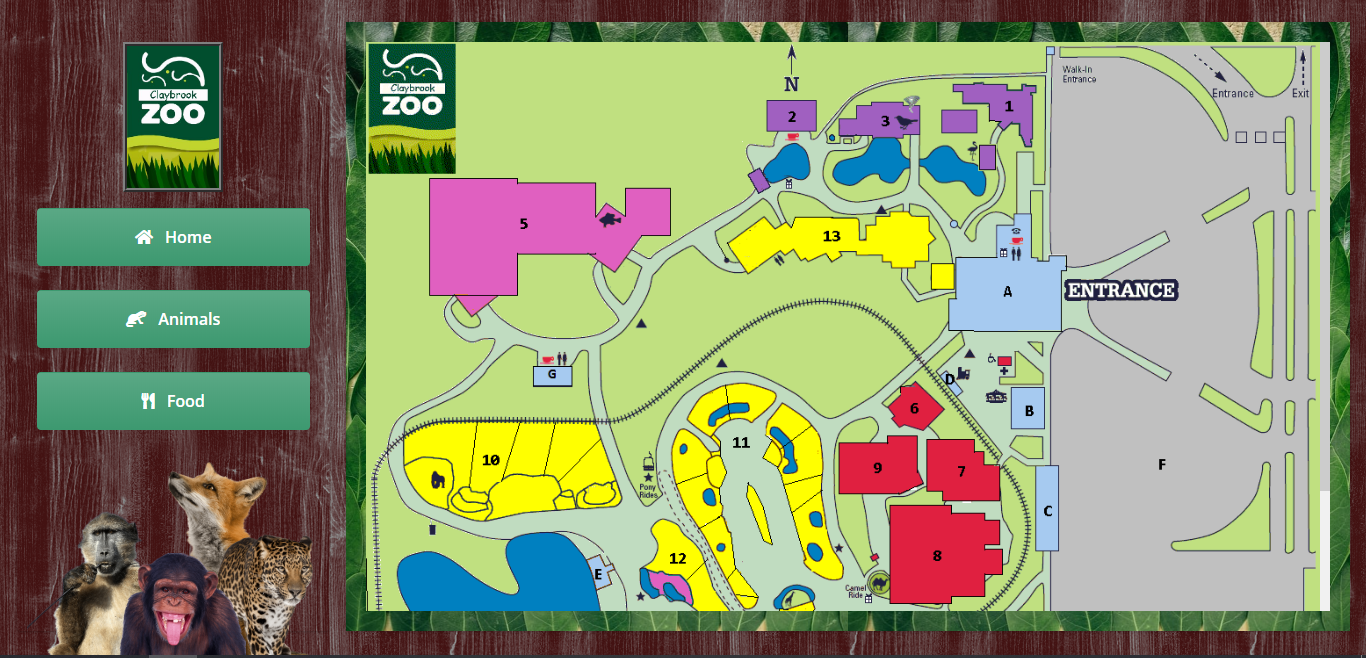 Claybrook
ZOO
Home
Animals
Food
Claybrook
ZOO
N
Walk-In
Entrance
Entrance
Exit
1
2
3
5
13
A
ENTRANCE
G
D
B
6
11
10
9
7
F
Pony
Rides
C
12
8
E
Camel
Ride